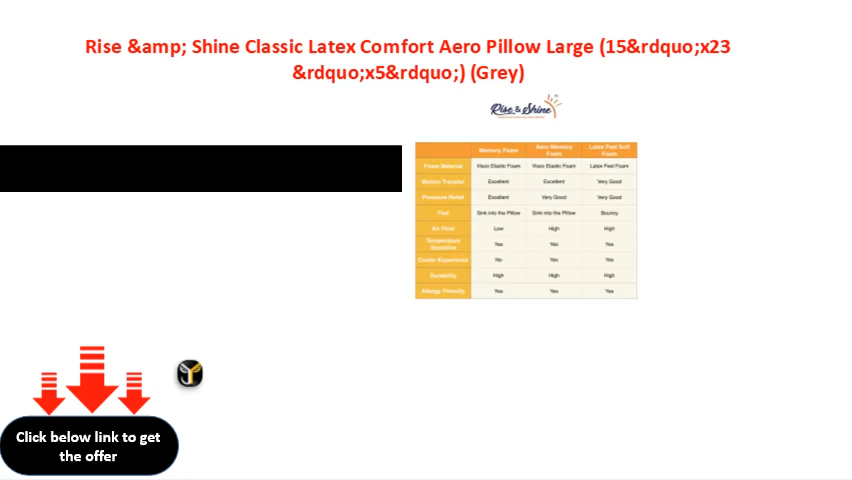 Rise &amp; Shine Classic Latex Comfort Aero Pillow Large (15&rdquo;x23
&rdquo;x5&rdquo;) (Grey)
Rise & Shine
Memory Foam Aero Memory Foam Latex Feel Soft Foam
Foam Material Visco Elastic Foam Visco Elastic Foam Latex Feel Foam
Motion Transfer Excellent Excellent Very Good
Pressure Relief Excellent Very Good Very Good
Feel Sink into the Pillow Sink into the Pillow Bouncy
Air Flow Low High High
Temperature Sensitive Yes Yes Yes
Cooler Experience No Yes Yes
Durability High High High
Allergy Friendly Yes Yes Yes
Click below link to get
the offer